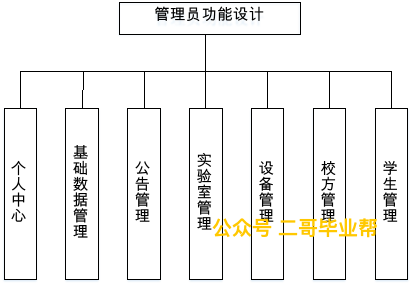 管理员功能设计
个人中心
基础数据管理
公告管理
实验室管理
设备管理
校方管理
学生管理
公众号 二哥毕业帮